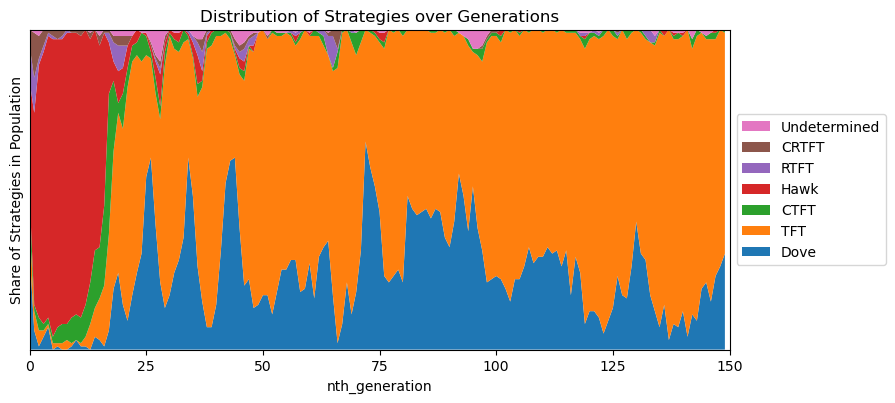 Distribution of Strategies over Generations
Share of Strategies in Population
Undetermined
CRTFT
RTFT
Hawk
CTFT
TFT
Dove
0 25 50 75 100 125 150
nth_generation